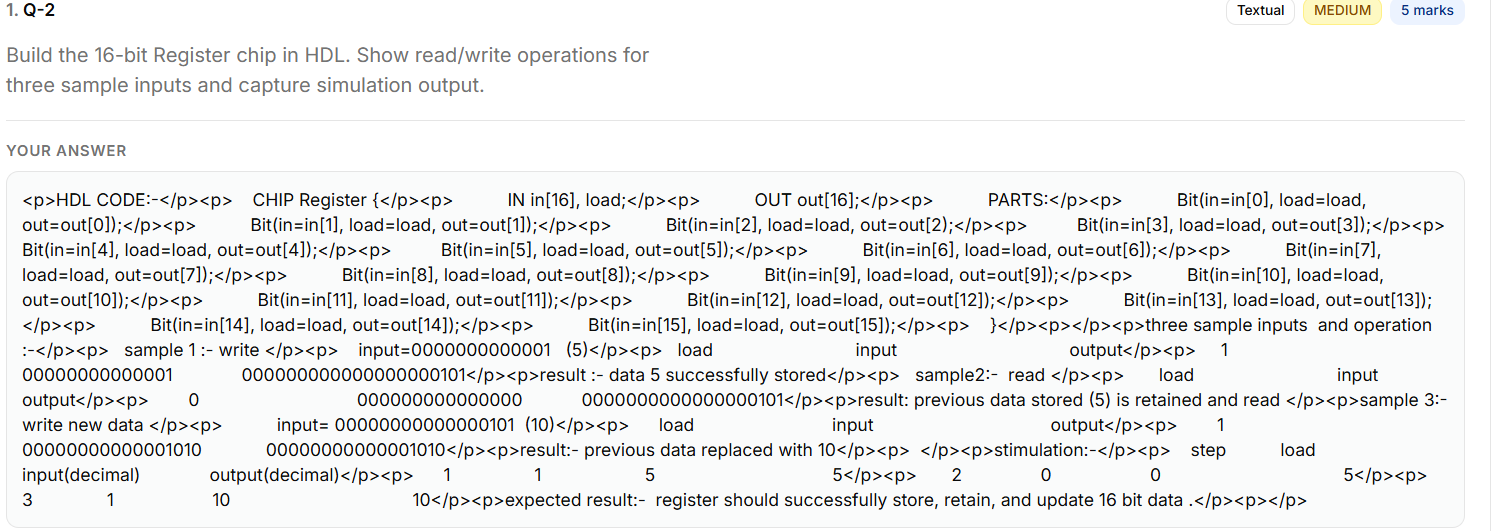 1. Q-2
Textual
MEDIUM
5 marks
Build the 16-bit Register chip in HDL. Show read/write operations for
three sample inputs and capture simulation output.
YOUR ANSWER
<p>HDL CODE:-</p><p> CHIP Register {</p><p> IN in[16], load;</p><p> OUT out[16];</p><p> PARTS:</p><p> Bit(in=in[0], load=load,
out=out[0]);</p><p> Bit(in=in[1], load=load, out=out[1]);</p><p> Bit(in=in[2], load=load, out=out[2);</p><p> Bit(in=in[3], load=load, out=out[3]);</p><p>
Bit(in=in[4], load=load, out=out[4]);</p><p> Bit(in=in[5], load=load, out=out[5]);</p><p> Bit(in=in[6], load=load, out=out[6]);</p><p> Bit(in=in[7],
load=load, out=out[7]);</p><p> Bit(in=in[8], load=load, out=out[8]);</p><p> Bit(in=in[9], load=load, out=out[9]);</p><p> Bit(in=in[10], load=load,
out=out[10]);</p><p> Bit(in=in[11], load=load, out=out[11]);</p><p> Bit(in=in[12], load=load, out=out[12]);</p><p> Bit(in=in[13], load=load, out=out[13]);
</p><p> Bit(in=in[14], load=load, out=out[14]);</p><p> Bit(in=in[15], load=load, out=out[15]);</p><p> }</p><p></p><p>three sample inputs and operation
:-</p><p> sample 1 :- write </p><p> input=0000000000001 (5)</p><p> load input output</p><p> 1
00000000000001 000000000000000000101</p><p>result :- data 5 successfully stored</p><p> sample2:- read </p><p> load input
output</p><p> 0 000000000000000 0000000000000000101</p><p>result: previous data stored (5) is retained and read </p><p>sample 3:-
write new data </p><p> input= 00000000000000101 (10)</p><p> load input output</p><p> 1
00000000000001010 00000000000001010</p><p>result:- previous data replaced with 10</p><p> </p><p>stimulation:-</p><p> step load
input(decimal) output(decimal)</p><p> 1 1 5 5</p><p> 2 0 0 5</p><p>
3 1 10 10</p><p>expected result:- register should successfully store, retain, and update 16 bit data .</p><p></p>